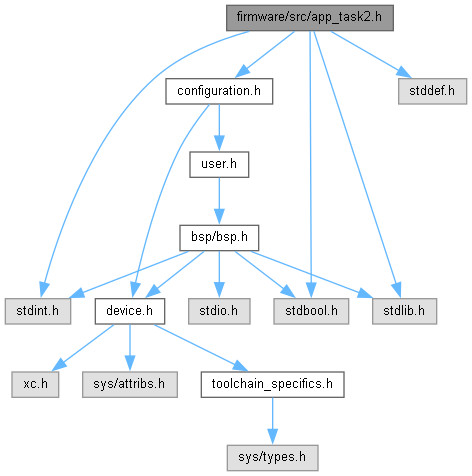 firmware/src/app_task2.h
configuration.h
stddef.h
user.h
bsp/bsp.h
stdint.h
device.h
stdio.h
stdbool.h
stdlib.h
xc.h
sys/attribs.h
toolchain_specifics.h
sys/types.h